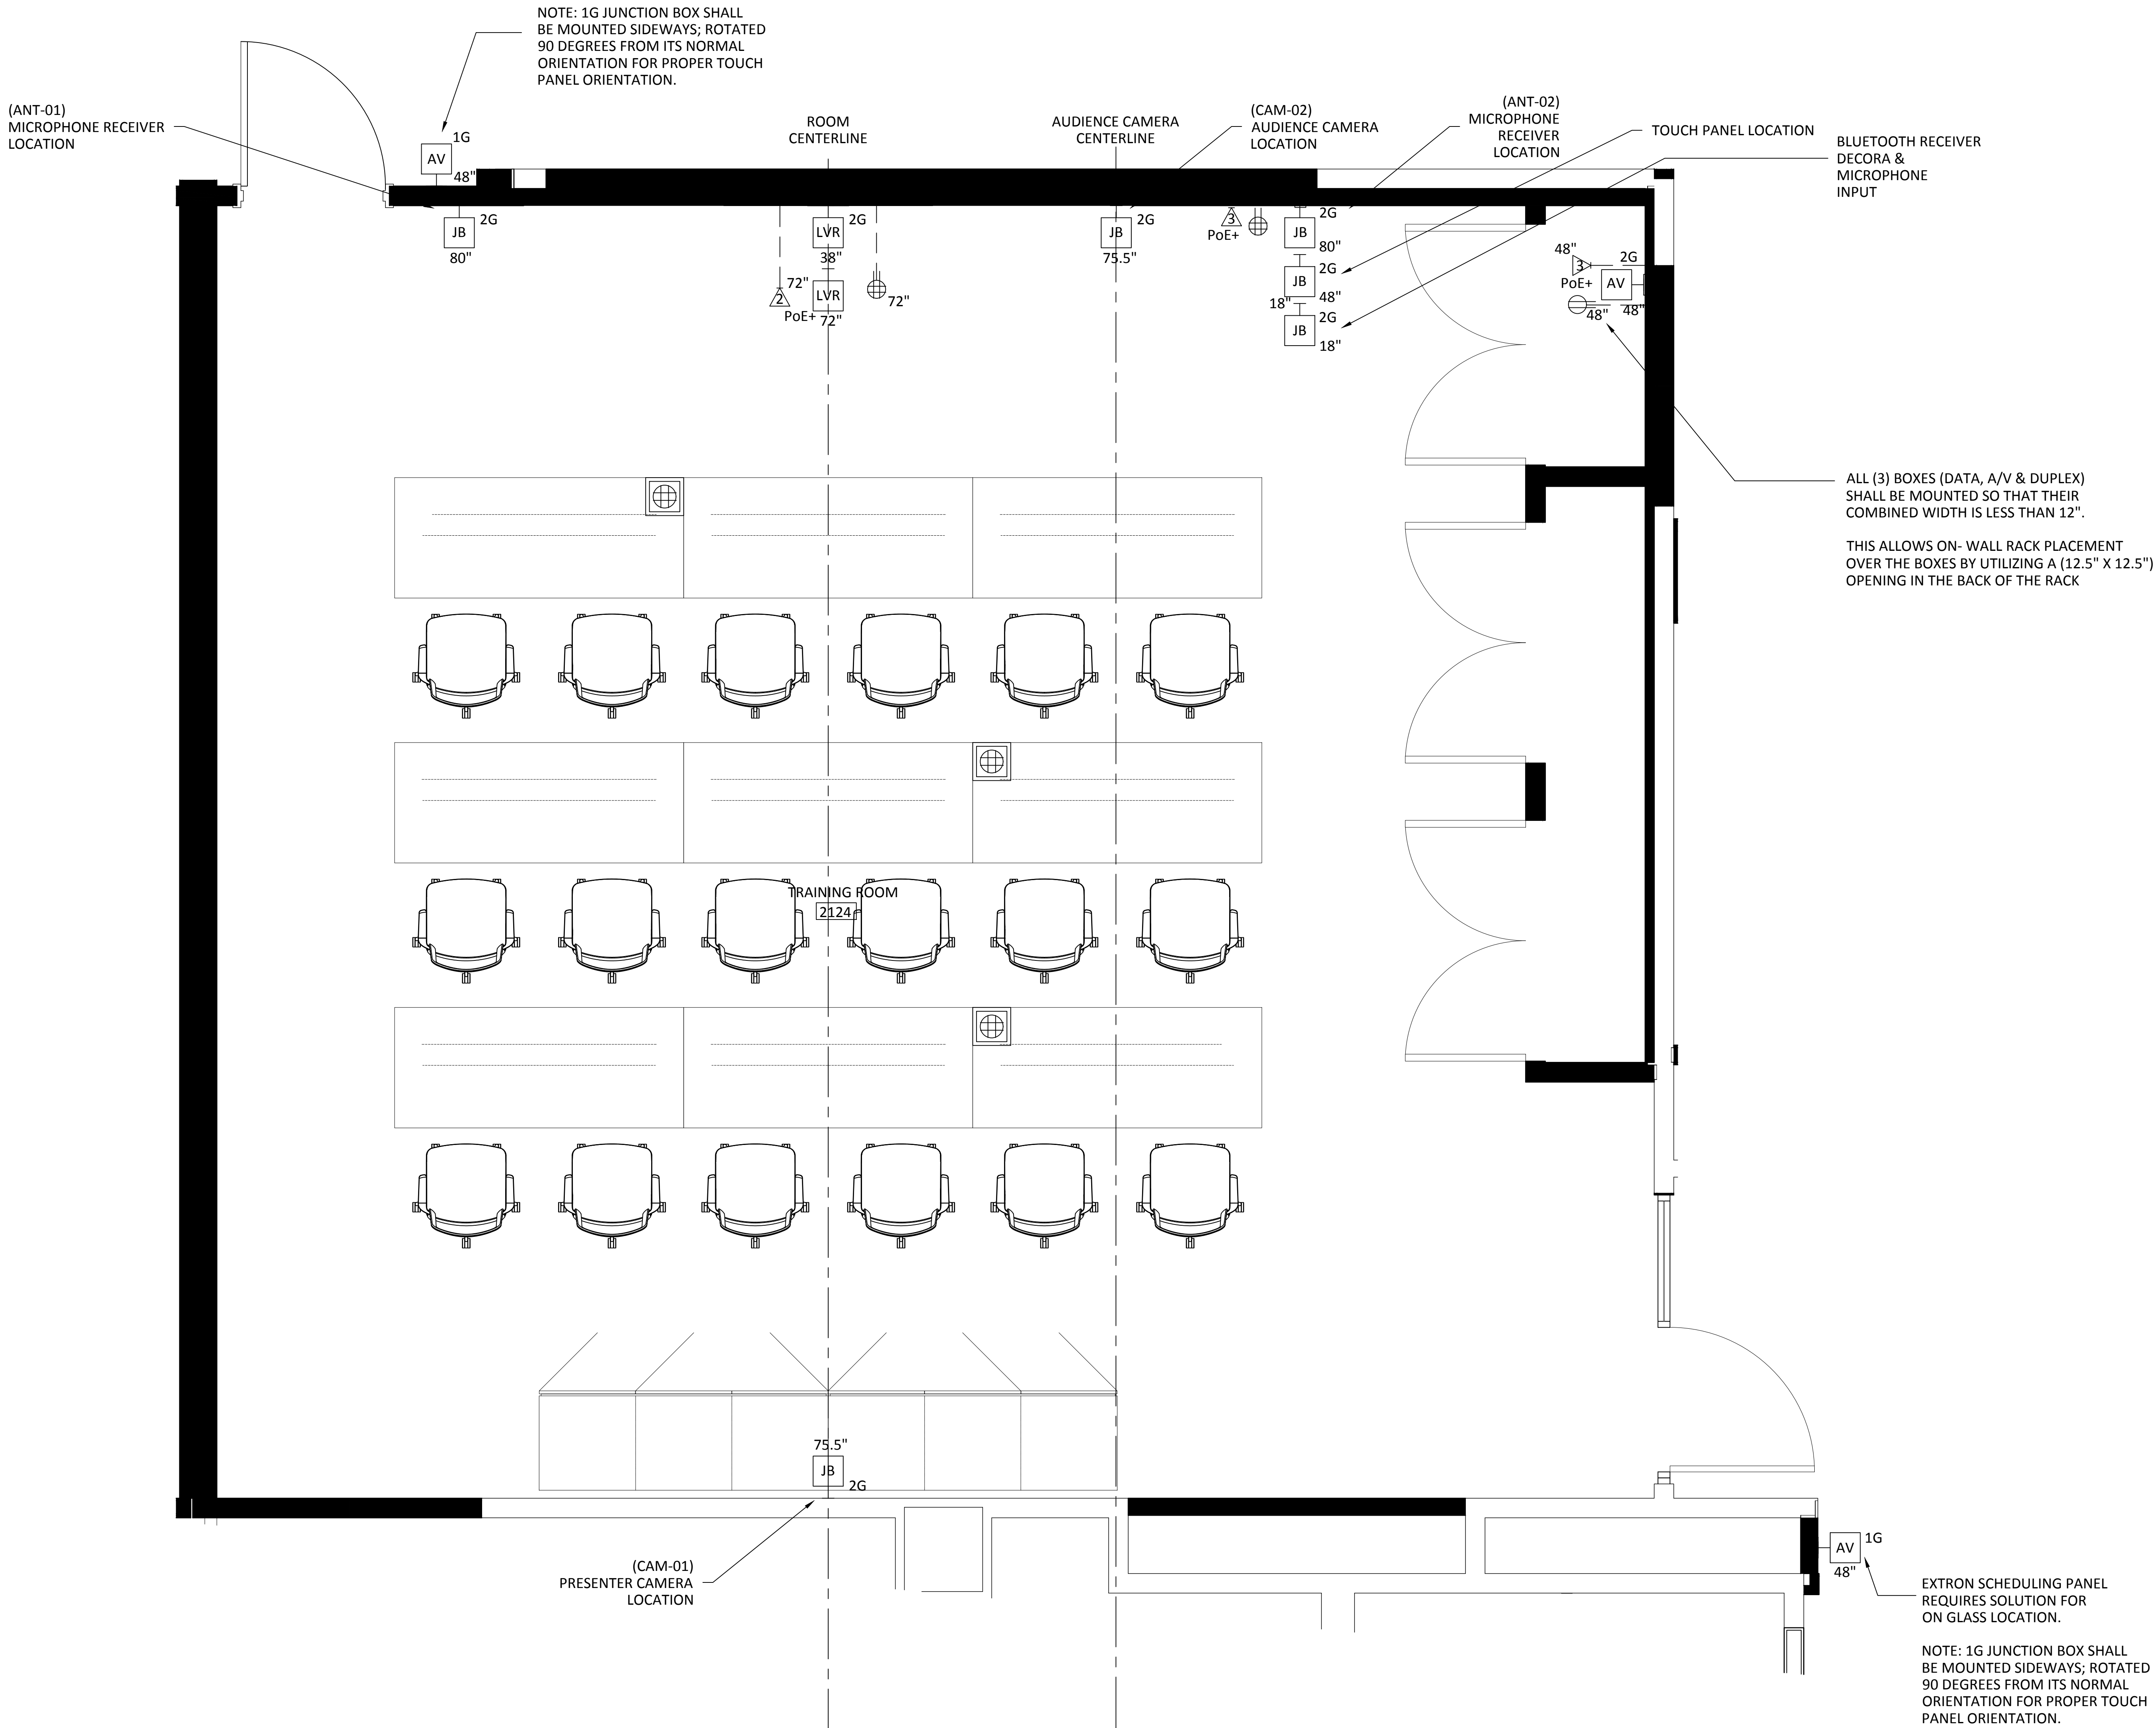 NOTE: 1G JUNCTION BOX SHALL
BE MOUNTED SIDEWAYS; ROTATED
90 DEGREES FROM ITS NORMAL
ORIENTATION FOR PROPER TOUCH
PANEL ORIENTATION.
(ANT-01)
MICROPHONE RECEIVER
LOCATION
1G
AV
48"
ROOM
CENTERLINE
AUDIENCE CAMERA
CENTERLINE
(CAM-02)
AUDIENCE CAMERA
LOCATION
(ANT-02)
MICROPHONE
RECEIVER
LOCATION
TOUCH PANEL LOCATION
BLUETOOTH RECEIVER
DECORA &
MICROPHONE
INPUT
2G
JB
80"
2G
LVR
38"
72"
2
PoE+
LVR
72"
72"
2G
JB
75.5"
3
PoE+
2G
JB
80"
2G
JB
48"
18"
2G
JB
18"
48"
3
2G
PoE+
AV
48"
48"
ALL (3) BOXES (DATA, A/V & DUPLEX)
SHALL BE MOUNTED SO THAT THEIR
COMBINED WIDTH IS LESS THAN 12".
THIS ALLOWS ON- WALL RACK PLACEMENT
OVER THE BOXES BY UTILIZING A (12.5" X 12.5")
OPENING IN THE BACK OF THE RACK
TRAINING ROOM
2124
75.5"
JB
2G
(CAM-01)
PRESENTER CAMERA
LOCATION
1G
AV
48"
EXTRON SCHEDULING PANEL
REQUIRES SOLUTION FOR
ON GLASS LOCATION.
NOTE: 1G JUNCTION BOX SHALL
BE MOUNTED SIDEWAYS; ROTATED
90 DEGREES FROM ITS NORMAL
ORIENTATION FOR PROPER TOUCH
PANEL ORIENTATION.